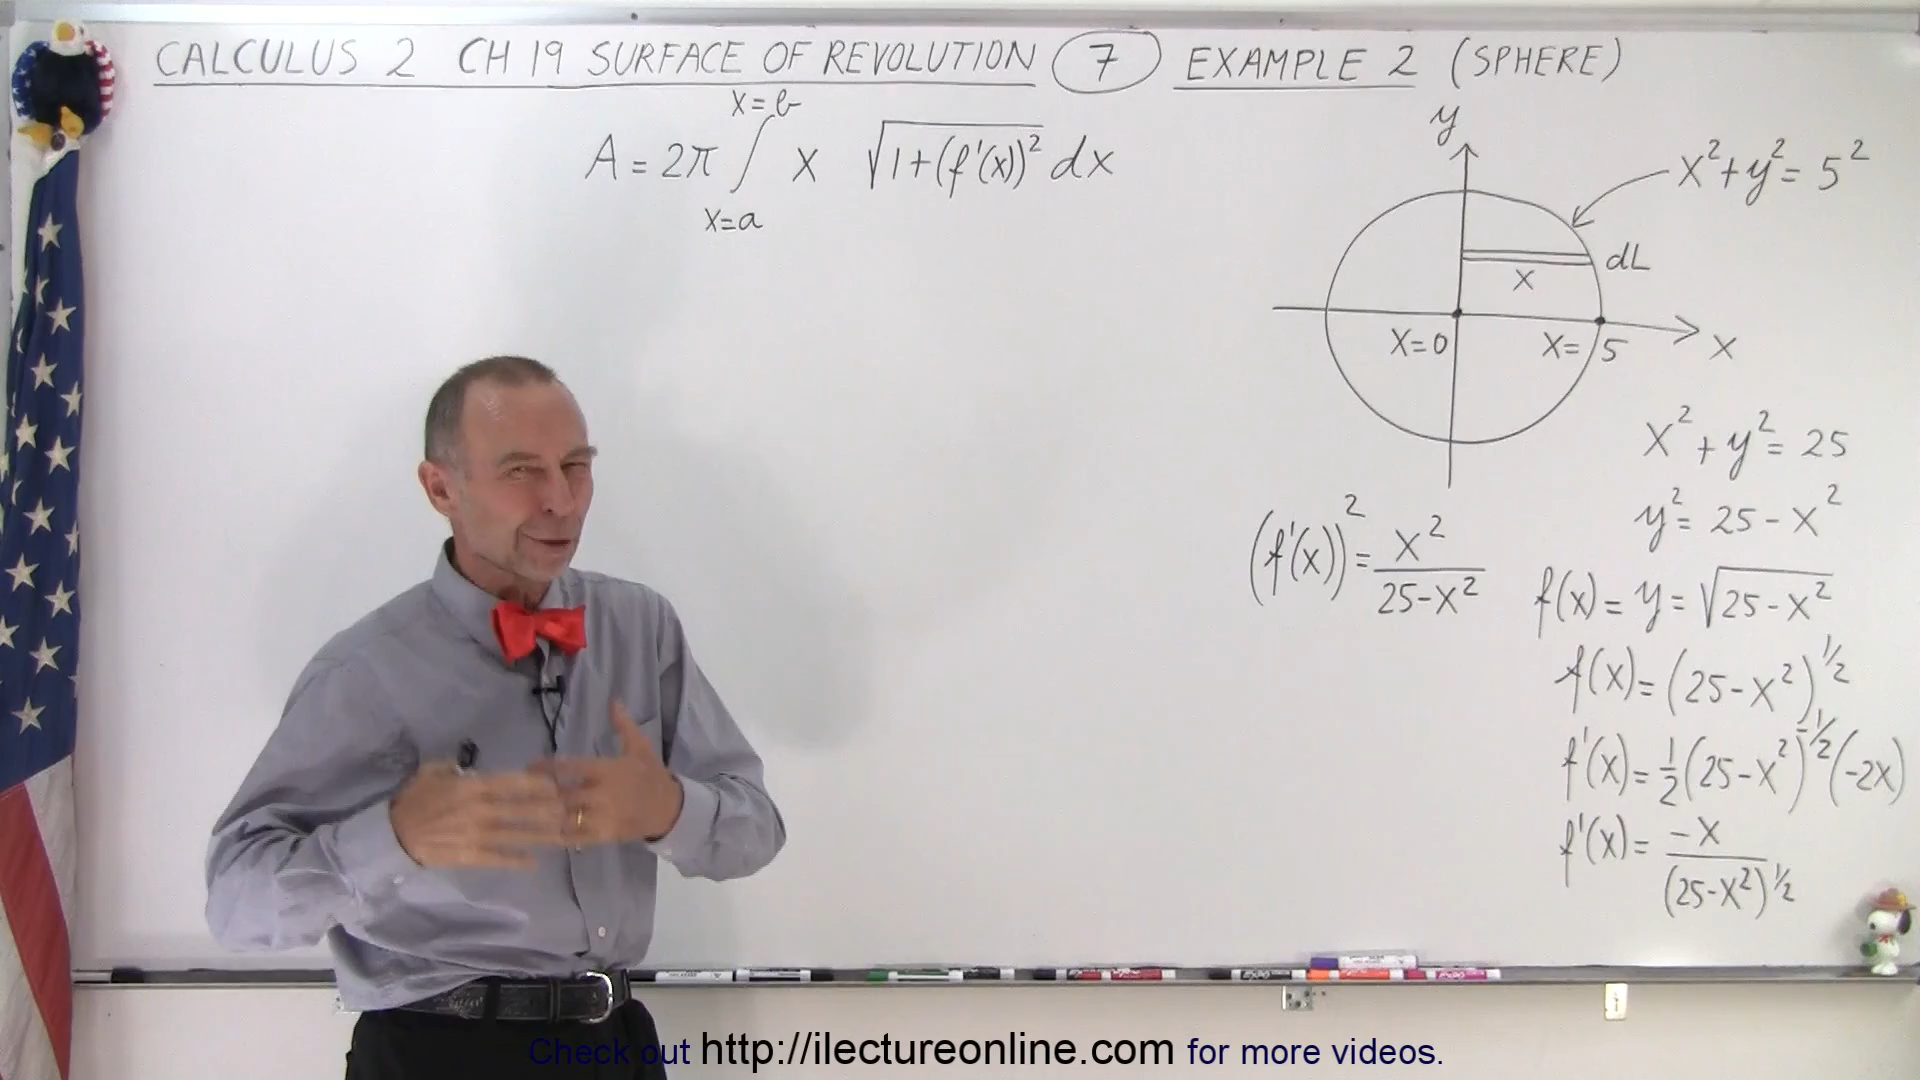 CALCULUS 2 CH 19 SURFACE OF REVOLUTION 7 EXAMPLE 2 (SPHERE)
x=b
A = 2π ∫ x √1+(f'(x))² dx
x=a
y
x²+y²= 5²
dL
x
x=0
x= 5
x
x²+y²= 25
y²= 25-x²
(f'(x))² = x²/25-x²
f(x) = y = √25-x²
f(x)= (25-x²)^1/2
f'(x)= 1/2(25-x²)^-1/2(-2x)
f'(x)= -x/(25-x²)^1/2
Check out http://ilectureonline.com for more videos.